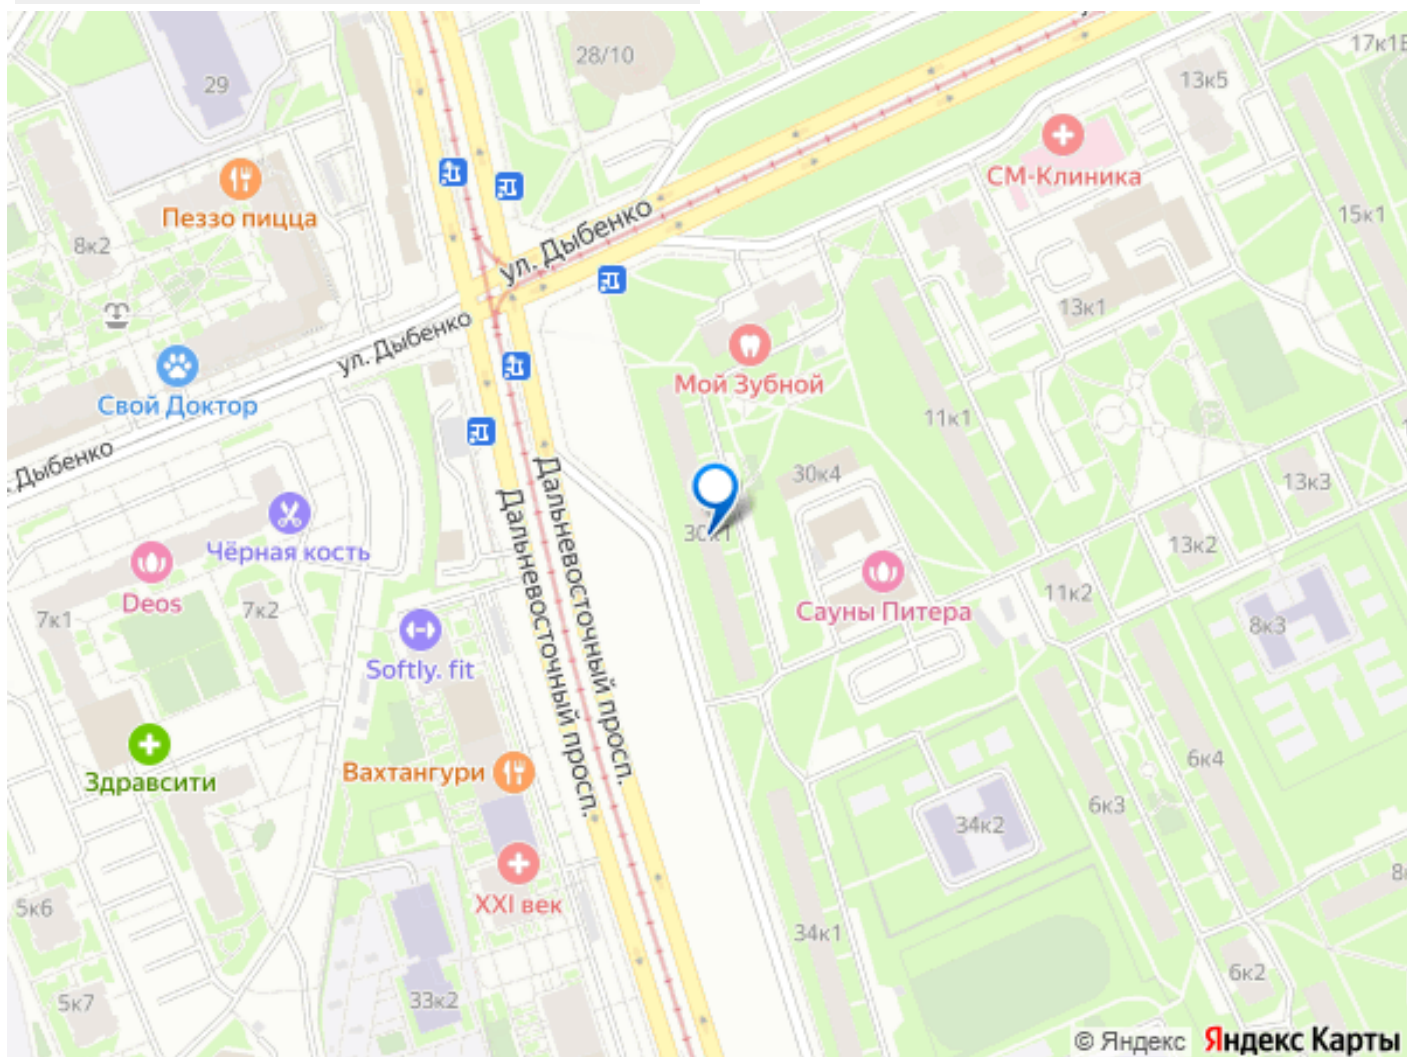 28/10
17к1
29
13к5
СМ-Клиника
Пеззо пицца
ул. Дыбенко
15к1
8к2
13к1
ул. Дыбенко
Мой Зубной
Свой Доктор
11к1
Дыбенко
30к4
13к3
Чёрная кость
30к1
13к2
Дальневосточный просп.
Дальневосточный просп.
Deos
7к1
7к2
11к2
Сауны Питера
8к3
Softly. fit
Здравсити
Вахтангури
6к4
6к3
34к2
XXI век
5к6
34к1
6к2
5к7
33к2
© Яндекс Яндекс Карты